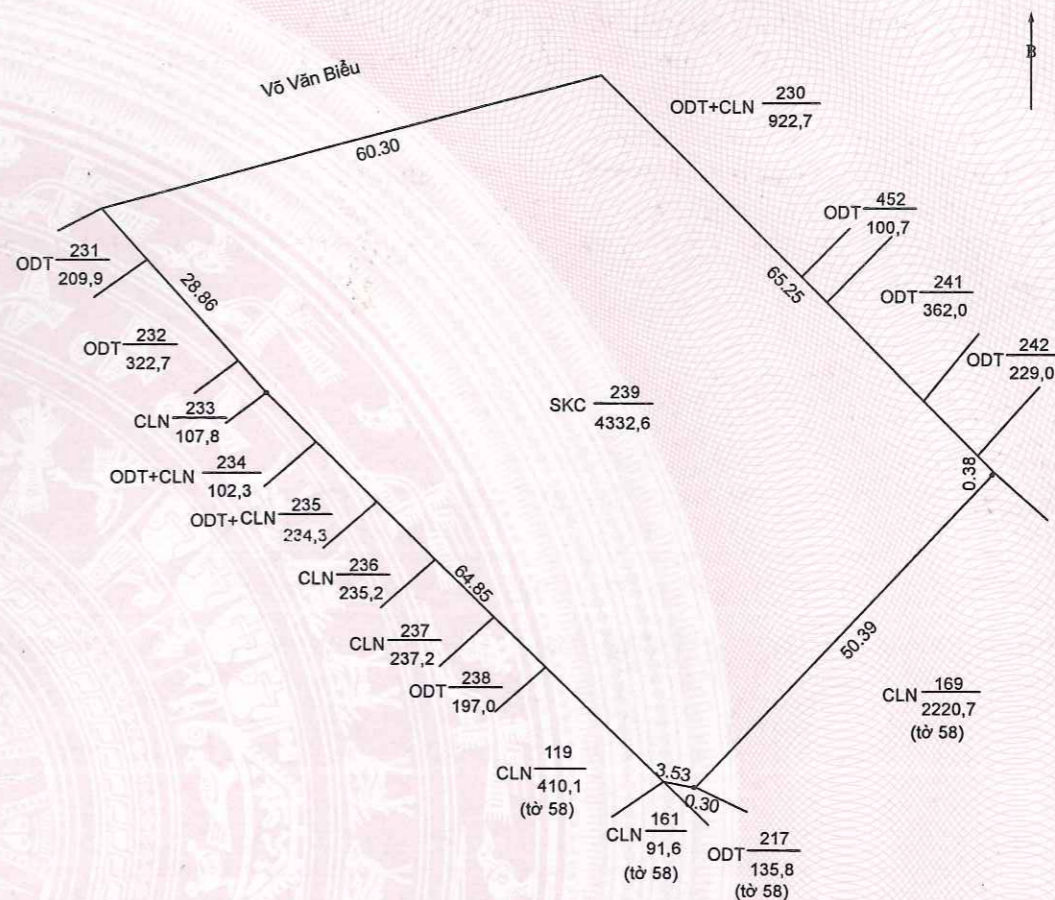 B
Võ Văn Biểu
60.30
ODT+CLN 230
922,7
ODT 452
100,7
65.25
ODT 241
362,0
ODT 242
229,0
ODT 231
209,9
28.86
ODT 232
322,7
CLN 233
107,8
SKC 239
4332,6
ODT+CLN 234
102,3
ODT+CLN 235
234,3
0.38
CLN 236
235,2
64.85
CLN 237
237,2
50.39
ODT 238
197,0
CLN 169
2220,7
(tờ 58)
CLN 119
410,1
(tờ 58)
3.53
0.30
CLN 161
91,6
(tờ 58)
ODT 217
135,8
(tờ 58)